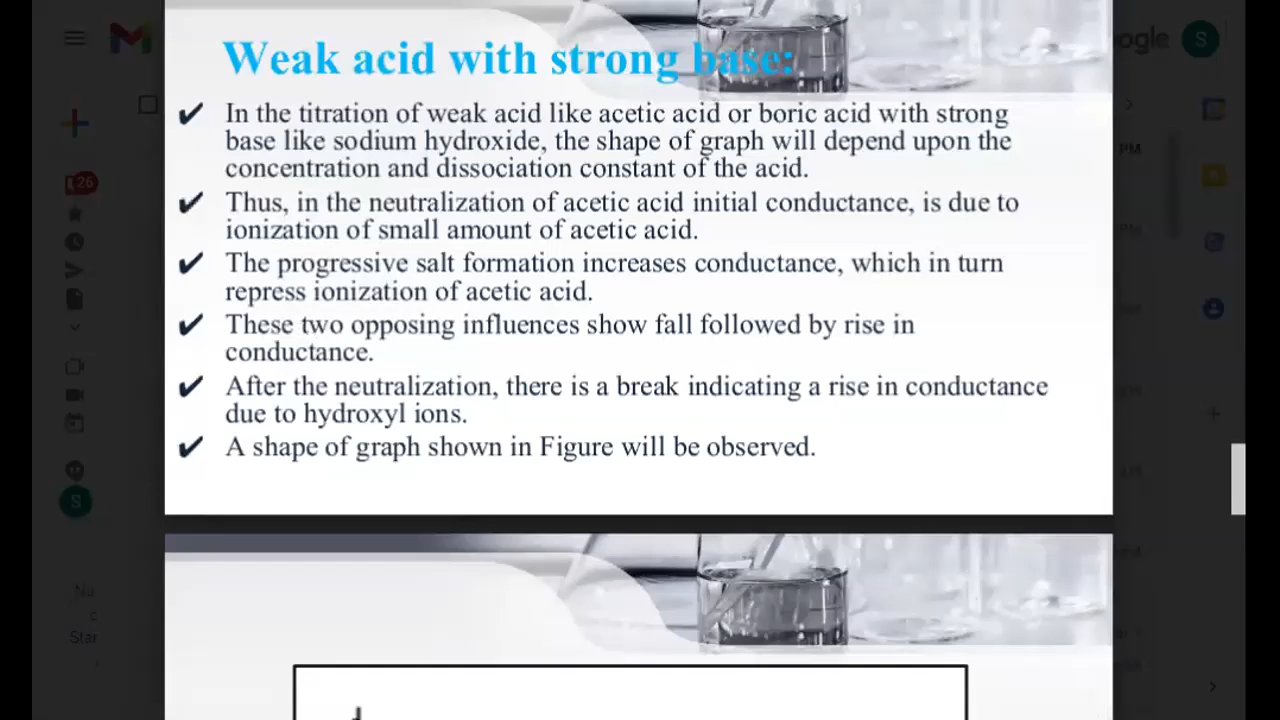 Weak acid with strong base:
✔ In the titration of weak acid like acetic acid or boric acid with strong
base like sodium hydroxide, the shape of graph will depend upon the
concentration and dissociation constant of the acid.
✔ Thus, in the neutralization of acetic acid initial conductance, is due to
ionization of small amount of acetic acid.
✔ The progressive salt formation increases conductance, which in turn
repress ionization of acetic acid.
✔ These two opposing influences show fall followed by rise in
conductance.
✔ After the neutralization, there is a break indicating a rise in conductance
due to hydroxyl ions.
✔ A shape of graph shown in Figure will be observed.
ogle
S
PM
26
S
Star